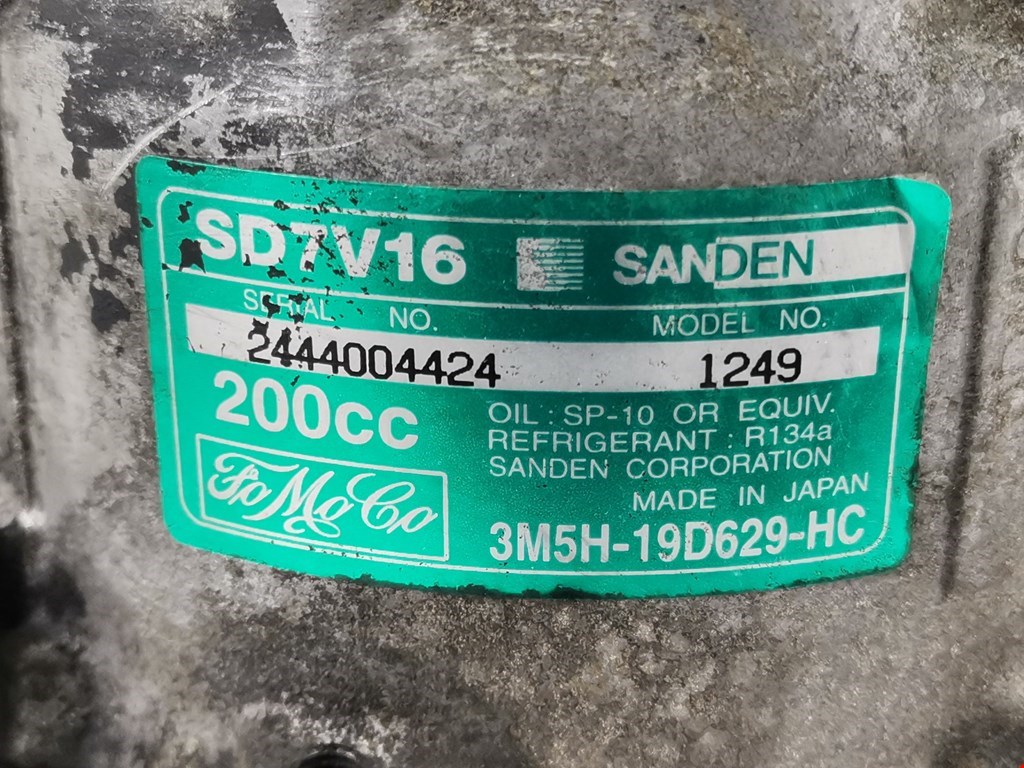 SD7V16 SANDEN
SERIAL NO. MODEL NO.
2444004424 1249
200cc
OIL : SP-10 OR EQUIV.
REFRIGERANT : R134a
SANDEN CORPORATION
MADE IN JAPAN
FoMoCo
3M5H-19D629-HC